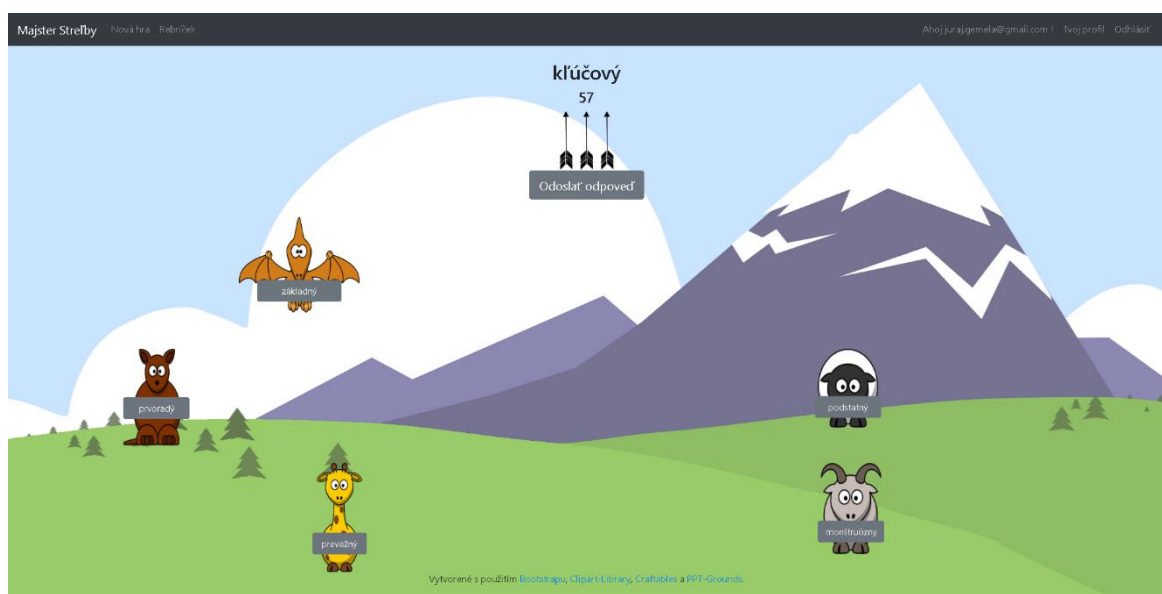 Majster Streľby Nová hra Rebríček Ahoj juraj.gemela@gmail.com ! Tvoj profil Odhlásiť
kľúčový
57
Odoslať odpoveď
základný
prvoradý
podstatný
prevažný
monštruózny
Vytvorené s použitím Bootstrapu, Clipart-Library, Craftables a PPT-Grounds.